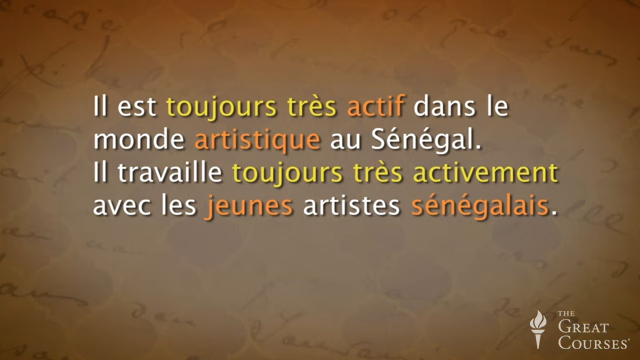 Il est toujours très actif dans le
monde artistique au Sénégal.
Il travaille toujours très activement
avec les jeunes artistes sénégalais.
THE
GREAT
COURSES®